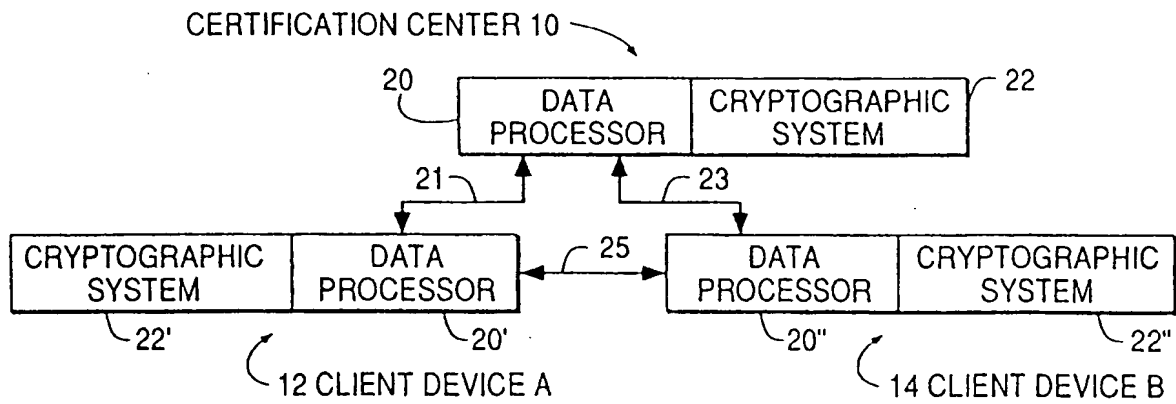 CERTIFICATION CENTER 10
20
DATA PROCESSOR
CRYPTOGRAPHIC SYSTEM
22
21
23
CRYPTOGRAPHIC SYSTEM
DATA PROCESSOR
25
DATA PROCESSOR
CRYPTOGRAPHIC SYSTEM
22'
20'
20"
22"
12 CLIENT DEVICE A
14 CLIENT DEVICE B